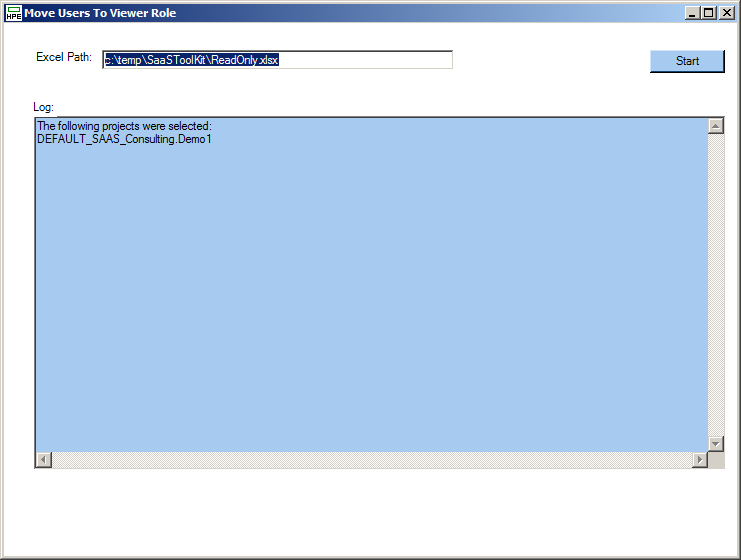 HPE Move Users To Viewer Role
Excel Path: c:\temp\SaaSToolKit\ReadOnly.xlsx Start
Log:
The following projects were selected:
DEFAULT_SAAS_Consulting.Demo1